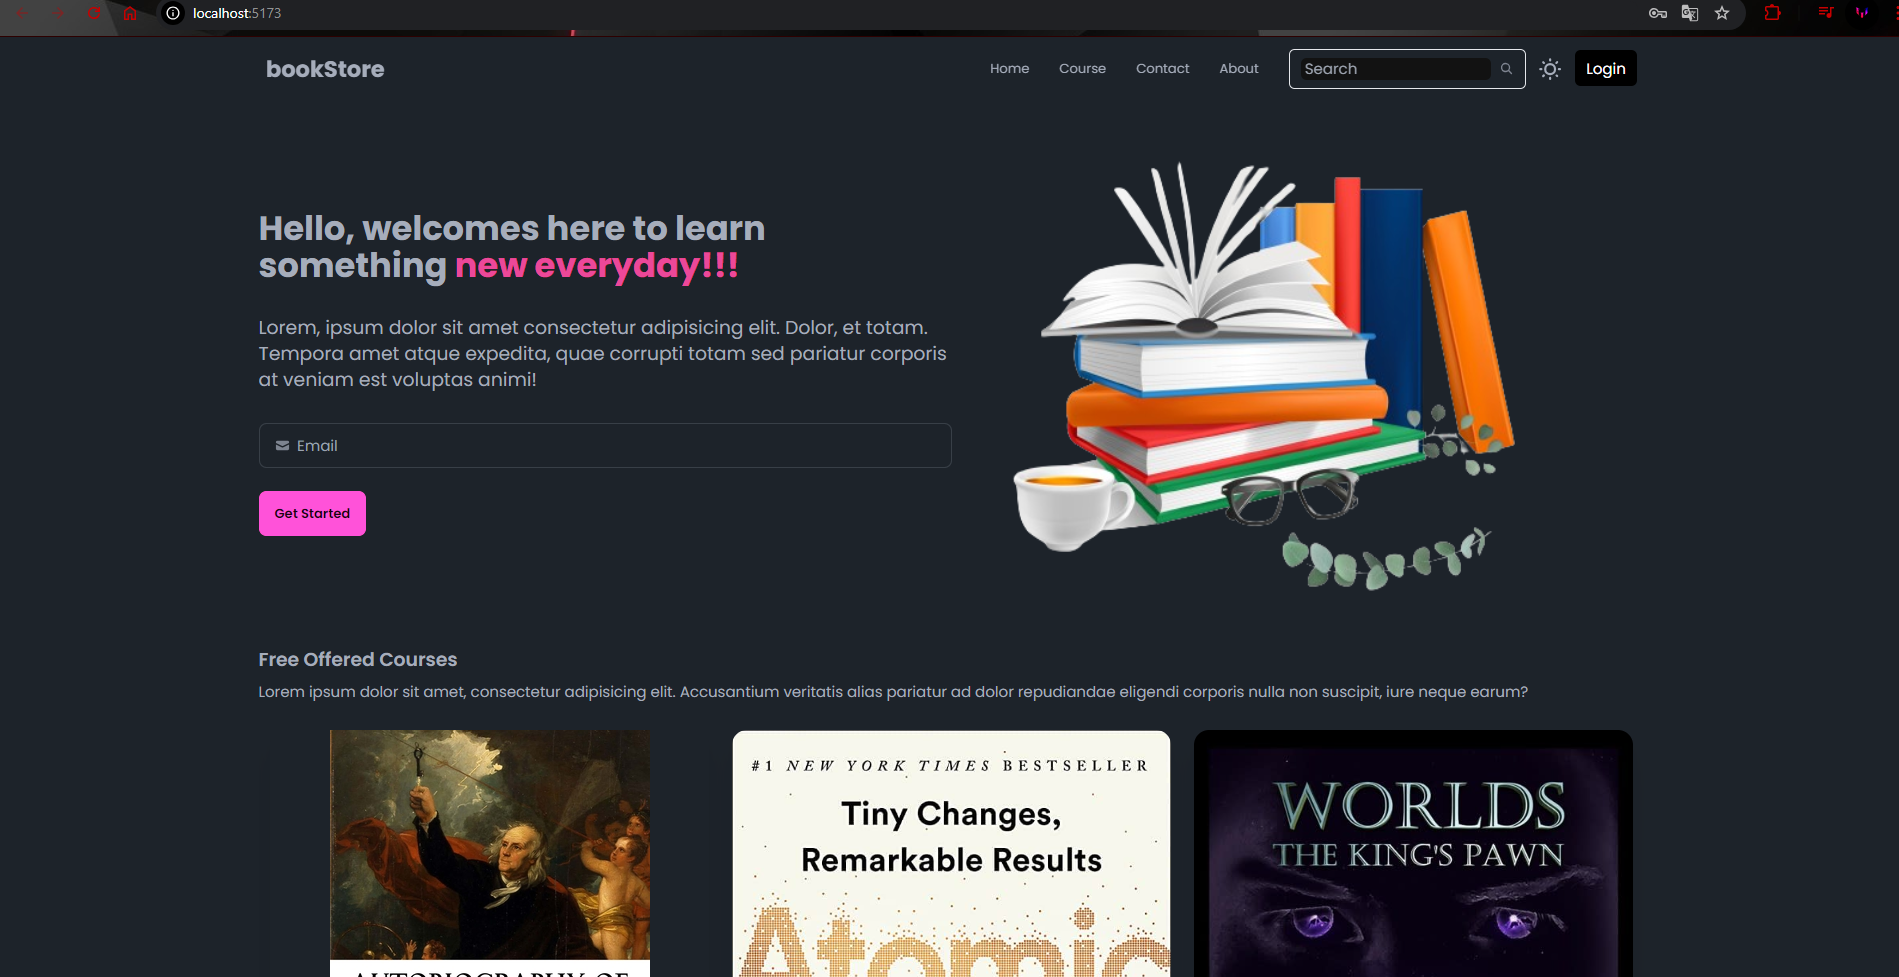 localhost:5173
bookStore
Home
Course
Contact
About
Search
Login
Hello, welcomes here to learn
something new everyday!!!
Lorem, ipsum dolor sit amet consectetur adipisicing elit. Dolor, et totam.
Tempora amet atque expedita, quae corrupti totam sed pariatur corporis
at veniam est voluptas animi!
Email
Get Started
Free Offered Courses
Lorem ipsum dolor sit amet, consectetur adipisicing elit. Accusantium veritatis alias pariatur ad dolor repudiandae eligendi corporis nulla non suscipit, iure neque earum?
AUTOBIOGRAPHY OF
#1 NEW YORK TIMES BESTSELLER
Tiny Changes,
Remarkable Results
Atomic
WORLDS
THE KING'S PAWN